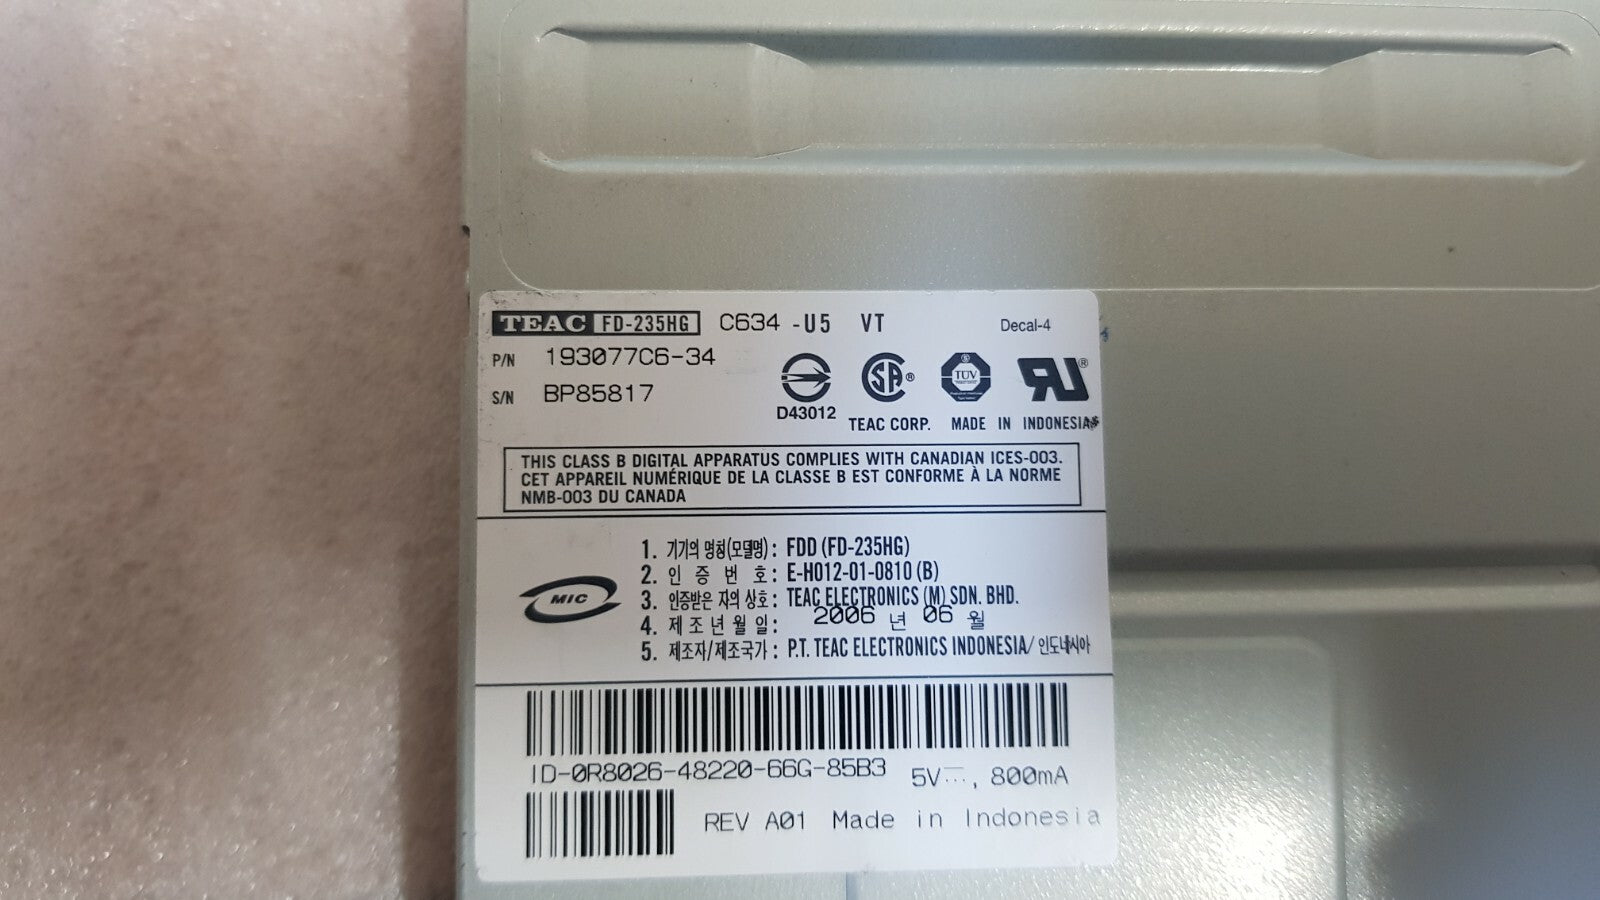 TEAC FD-235HG C634 -U5 VT Decal-4
P/N 193077C6-34
S/N BP85817
D43012
SA ®
TÜV
RU ®
TEAC CORP. MADE IN INDONESIA
THIS CLASS B DIGITAL APPARATUS COMPLIES WITH CANADIAN ICES-003.
CET APPAREIL NUMÉRIQUE DE LA CLASSE B EST CONFORME À LA NORME
NMB-003 DU CANADA
MIC
1. 기기의 명칭(모델명) : FDD (FD-235HG)
2. 인 증 번 호 : E-H012-01-0810 (B)
3. 인증받은 자의 상호 : TEAC ELECTRONICS (M) SDN. BHD.
4. 제 조 년 월 일 : 2006 년 06 월
5. 제조자/제조국가 : P.T. TEAC ELECTRONICS INDONESIA/ 인도네시아
ID-0R8026-48220-66G-85B3 5V⎓, 800mA
REV A01 Made in Indonesia